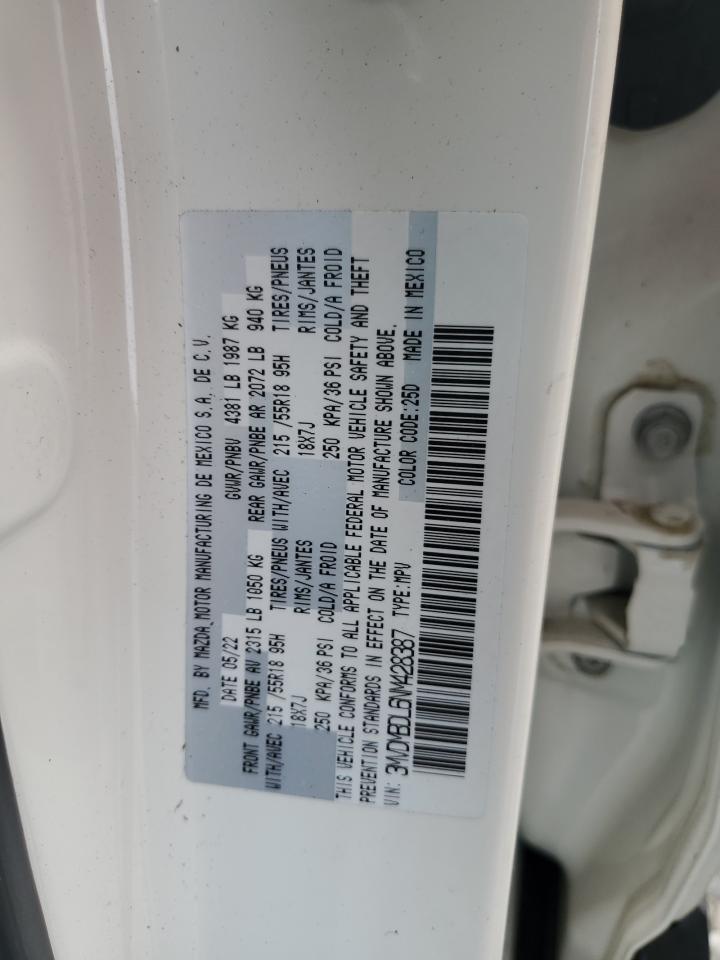 MFD. BY MAZDA MOTOR MANUFACTURING DE MEXICO S.A. DE C.V.
DATE 05/22 GVWR/PNBV 4381 LB 1987 KG
FRONT GAWR/PNBE AV 2315 LB 1050 KG REAR GAWR/PNBE AR 2072 LB 940 KG
WITH/AVEC 215 /55R18 95H TIRES/PNEUS WITH/AVEC 215 /55R18 95H TIRES/PNEUS
18X7J RIMS/JANTES 18X7J RIMS/JANTES
250 KPA/36 PSI COLD/A FROID 250 KPA/36 PSI COLD/A FROID
THIS VEHICLE CONFORMS TO ALL APPLICABLE FEDERAL MOTOR VEHICLE SAFETY AND THEFT
PREVENTION STANDARDS IN EFFECT ON THE DATE OF MANUFACTURE SHOWN ABOVE.
VIN: 3MVDMBDL6NM428387 TYPE:MPV COLOR CODE:25D MADE IN MEXICO